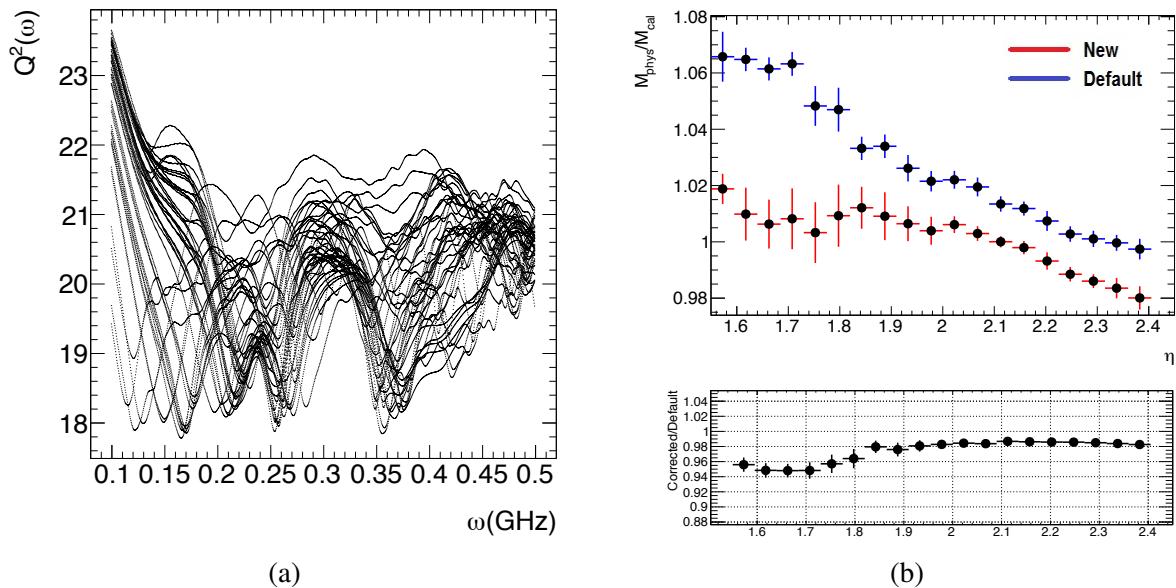 Q²(ω)
23
22
21
20
19
18
0.1 0.15 0.2 0.25 0.3 0.35 0.4 0.45 0.5
ω(GHz)
(a)
M_phys/M_cal
1.08
1.06
1.04
1.02
1
0.98
New
Default
1.6 1.7 1.8 1.9 2 2.1 2.2 2.3 2.4
η
Corrected/Default
1.04
1.02
1
0.98
0.96
0.94
0.92
0.9
0.88
1.6 1.7 1.8 1.9 2 2.1 2.2 2.3 2.4
(b)